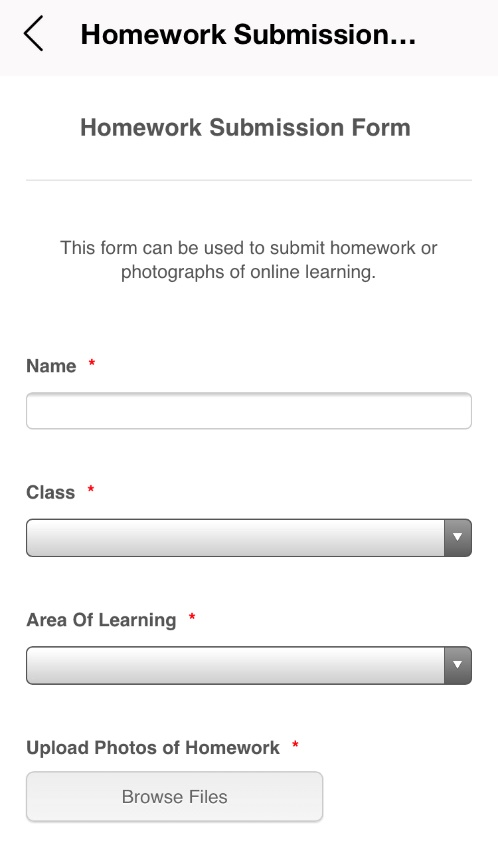 Homework Submission...
Homework Submission Form
This form can be used to submit homework or
photographs of online learning.
Name *
Class *
Area Of Learning *
Upload Photos of Homework *
Browse Files